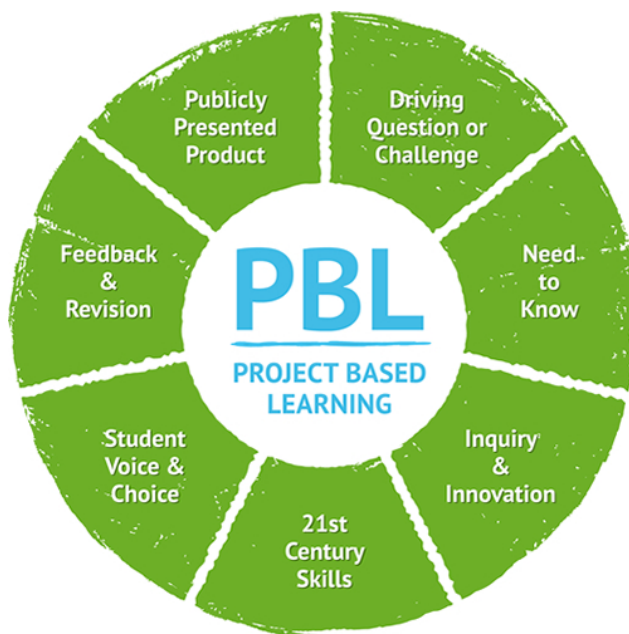 PBL
PROJECT BASED
LEARNING
Driving
Question or
Challenge
Need
to
Know
Inquiry
&
Innovation
21st
Century
Skills
Student
Voice &
Choice
Feedback
&
Revision
Publicly
Presented
Product